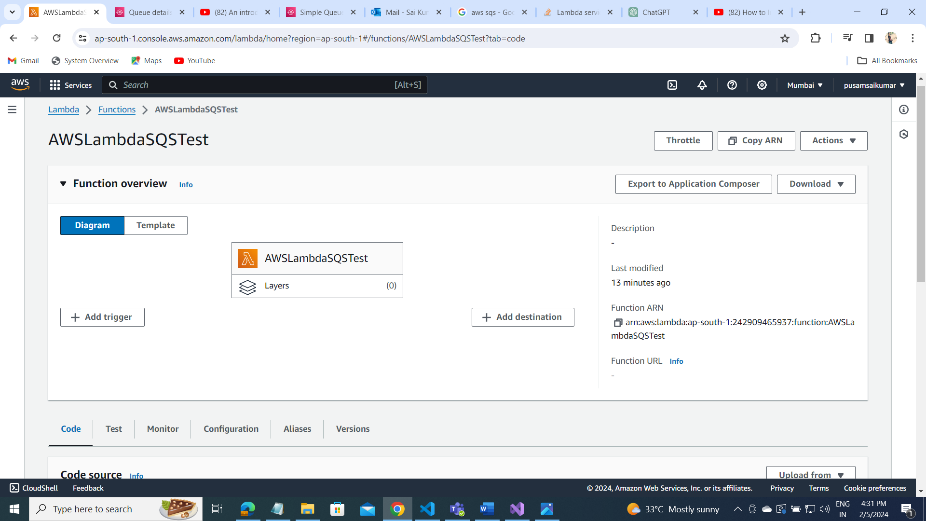 AWSLambdaSQS
Queue detail
(82) An intro
Simple Queue
Mail - Sai Kum
aws sqs - Go
Lambda serv
ChatGPT
(82) How to
ap-south-1.console.aws.amazon.com/lambda/home?region=ap-south-1#/functions/AWSLambdaSQSTest?tab=code
Gmail System Overview Maps YouTube All Bookmarks
aws Services Search [Alt+S] Mumbai ▼ pusamsaikumar ▼
Lambda > Functions > AWSLambdaSQSTest
AWSLambdaSQSTest
Throttle Copy ARN Actions ▼
▼ Function overview Info
Export to Application Composer Download ▼
Diagram Template
AWSLambdaSQSTest
Layers (0)
+ Add trigger
+ Add destination
Description
-
Last modified
13 minutes ago
Function ARN
arn:aws:lambda:ap-south-1:242909465937:function:AWSLa
mbdaSQSTest
Function URL Info
-
Code Test Monitor Configuration Aliases Versions
Code source Info
Upload from ▼
CloudShell Feedback © 2024, Amazon Web Services, Inc. or its affiliates. Privacy Terms Cookie preferences
Type here to search
33°C Mostly sunny
ENG
IN
4:31 PM
2/5/2024